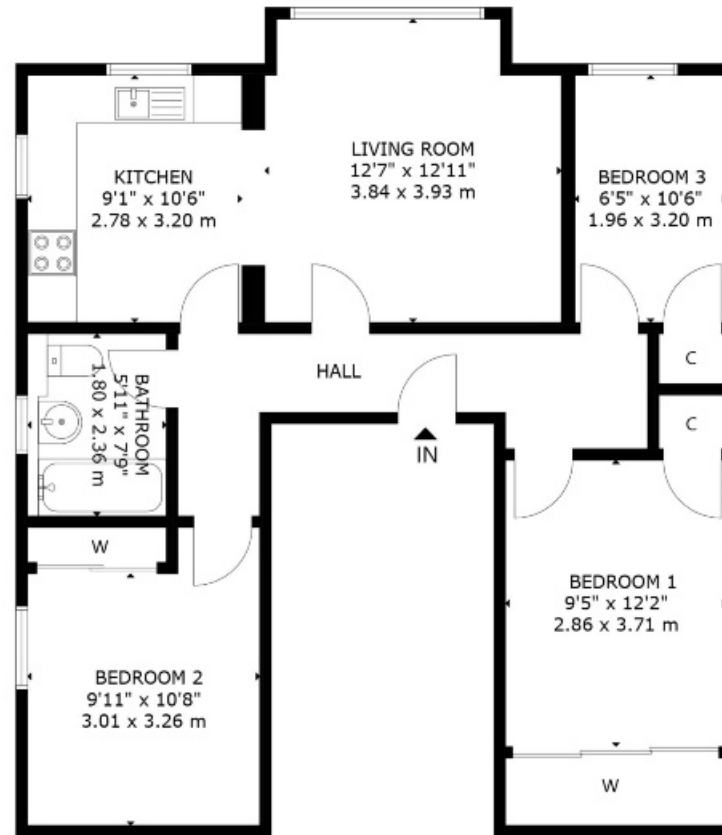 KITCHEN
9'1" x 10'6"
2.78 x 3.20 m
LIVING ROOM
12'7" x 12'11"
3.84 x 3.93 m
BEDROOM 3
6'5" x 10'6"
1.96 x 3.20 m
BATHROOM
5'11" x 7'9"
1.80 x 2.36 m
HALL
C
C
IN
W
BEDROOM 2
9'11" x 10'8"
3.01 x 3.26 m
BEDROOM 1
9'5" x 12'2"
2.86 x 3.71 m
W